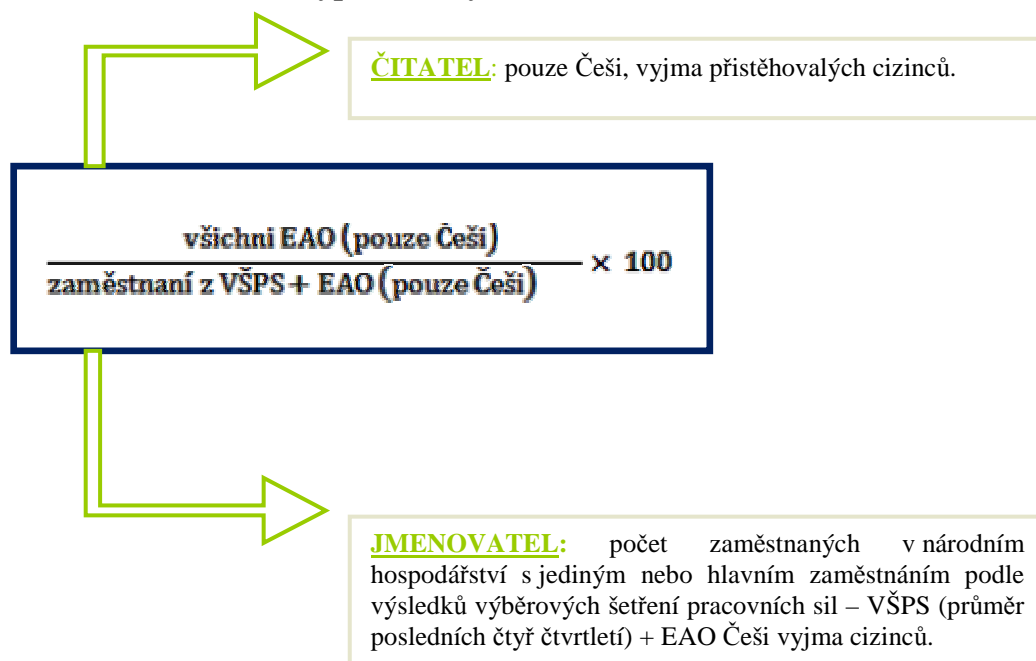 ČITATEL: pouze Češi, vyjma přistěhovalých cizinců.
všichni EAO (pouze Češi)
zaměstnaní z VŠPS + EAO (pouze Češi)
× 100
JMENOVATEL: počet zaměstnaných v národním
hospodářství s jediným nebo hlavním zaměstnáním podle
výsledků výběrových šetření pracovních sil – VŠPS (průměr
posledních čtyř čtvrtletí) + EAO Češi vyjma cizinců.